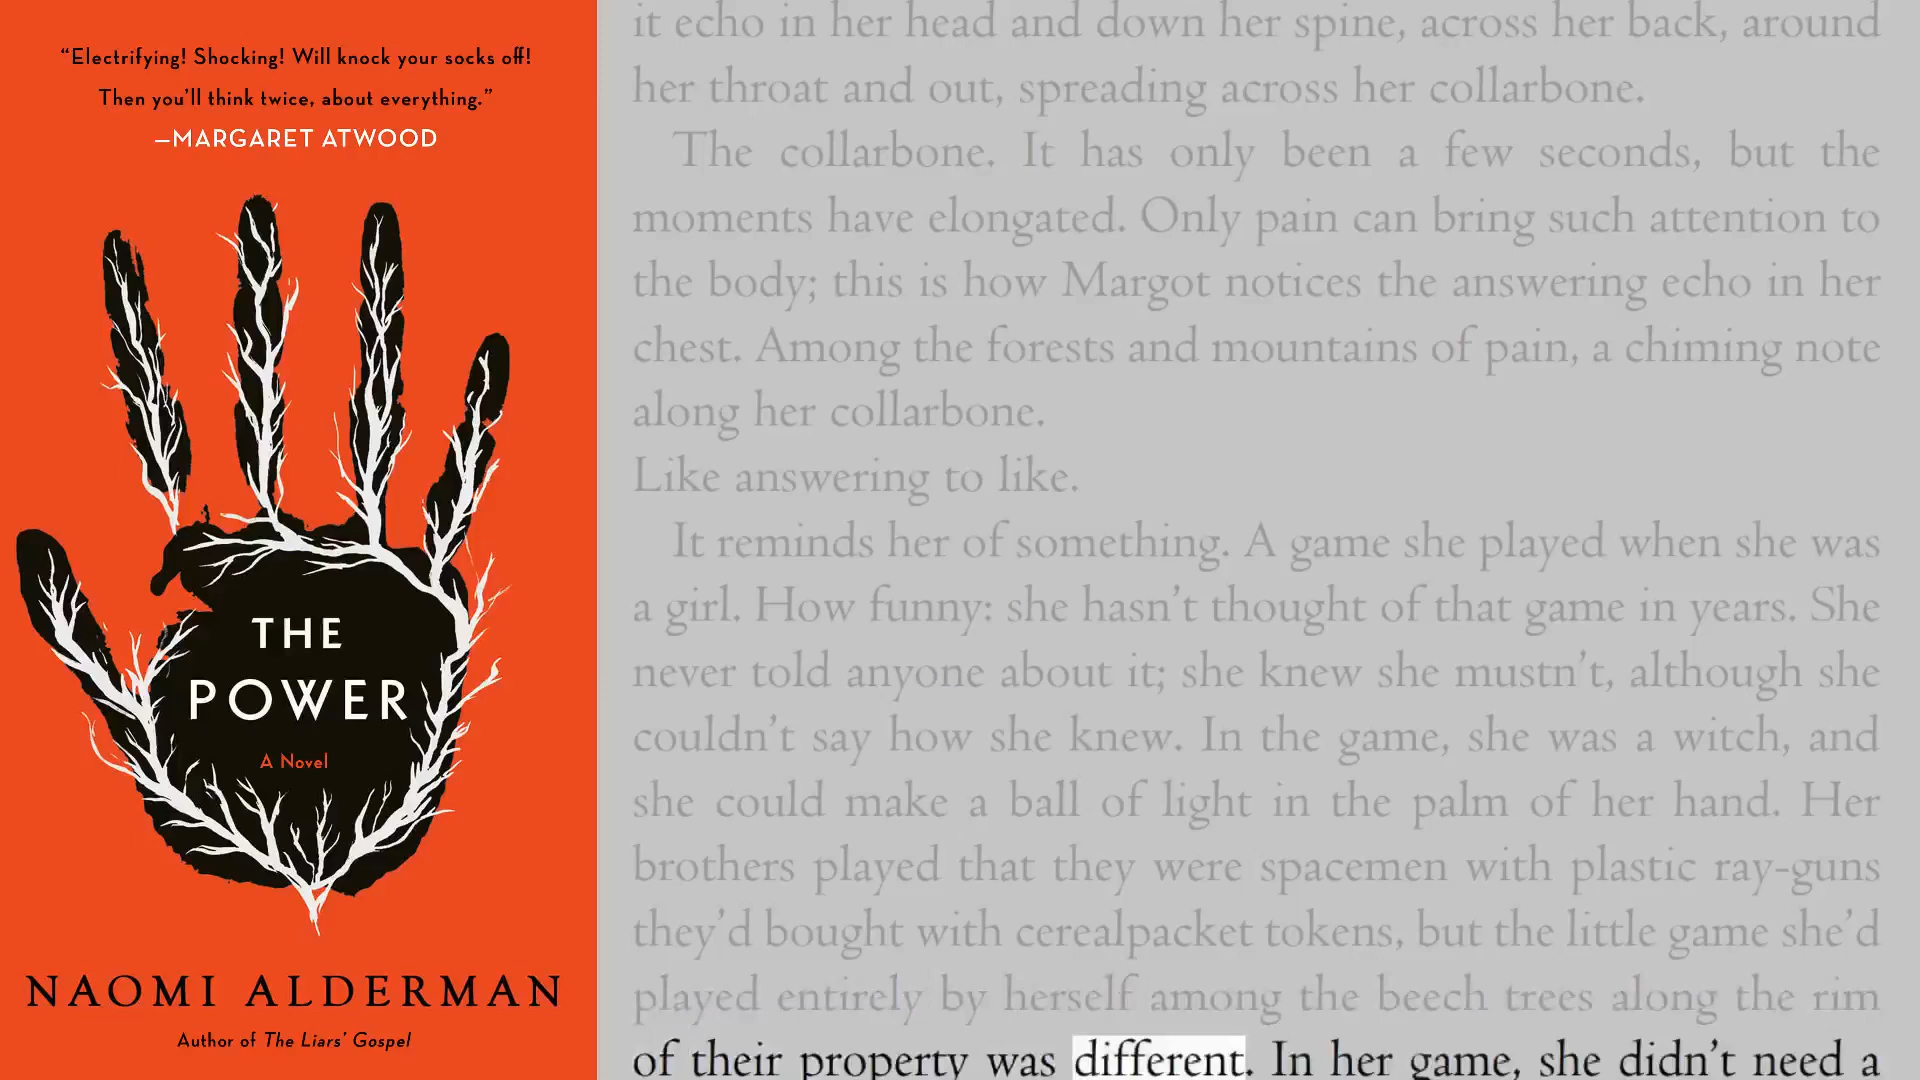 “Electrifying! Shocking! Will knock your socks off!
Then you’ll think twice, about everything.”
—MARGARET ATWOOD
THE
POWER
A Novel
NAOMI ALDERMAN
Author of The Liars’ Gospel
it echo in her head and down her spine, across her back, around
her throat and out, spreading across her collarbone.
The collarbone. It has only been a few seconds, but the
moments have elongated. Only pain can bring such attention to
the body; this is how Margot notices the answering echo in her
chest. Among the forests and mountains of pain, a chiming note
along her collarbone.
Like answering to like.
It reminds her of something. A game she played when she was
a girl. How funny: she hasn’t thought of that game in years. She
never told anyone about it; she knew she mustn’t, although she
couldn’t say how she knew. In the game, she was a witch, and
she could make a ball of light in the palm of her hand. Her
brothers played that they were spacemen with plastic ray-guns
they’d bought with cerealpacket tokens, but the little game she’d
played entirely by herself among the beech trees along the rim
of their property was different. In her game, she didn’t need a